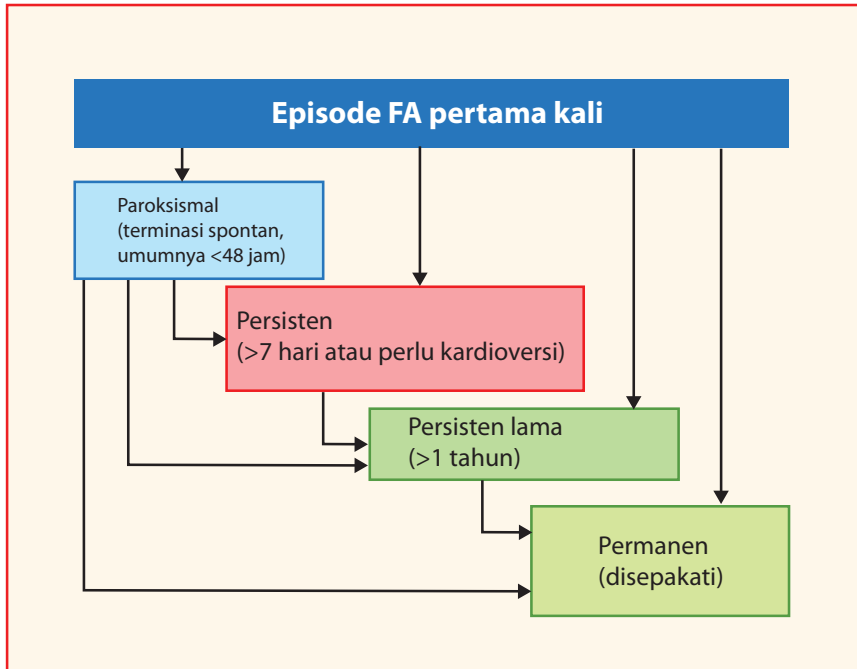 Episode FA pertama kali
Paroksismal
(terminasi spontan,
umumnya <48 jam)
Persisten
(>7 hari atau perlu kardioversi)
Persisten lama
(>1 tahun)
Permanen
(disepakati)